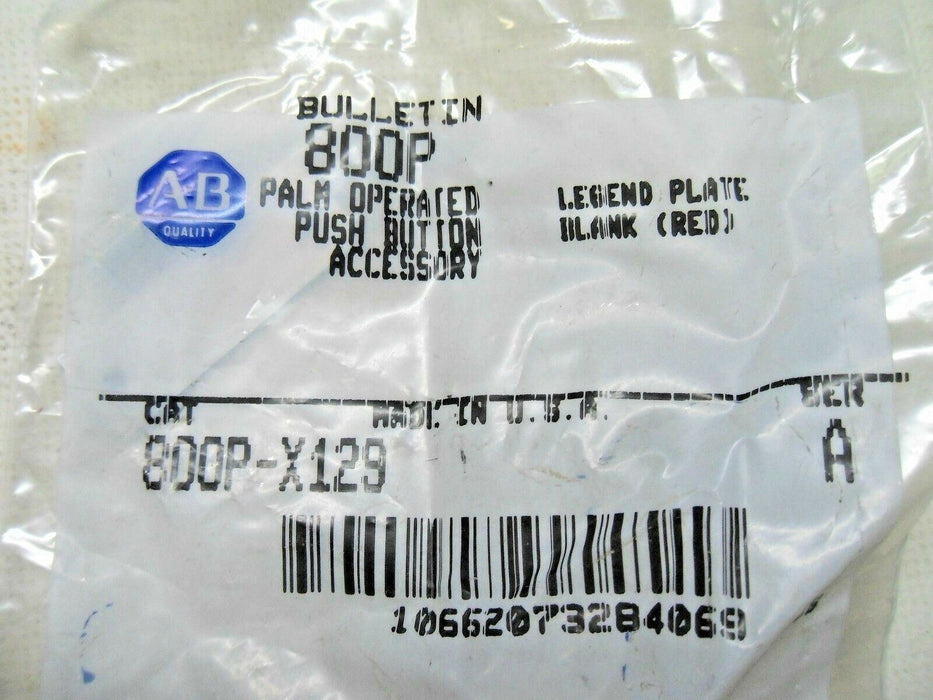 BULLETIN
800P
AB
QUALITY
PALM OPERATED
PUSH BUTTON
ACCESSORY
LEGEND PLATE
BLANK (RED)
CAT
MADE IN U.S.A.
SER
800P-X129
A
10662073284069